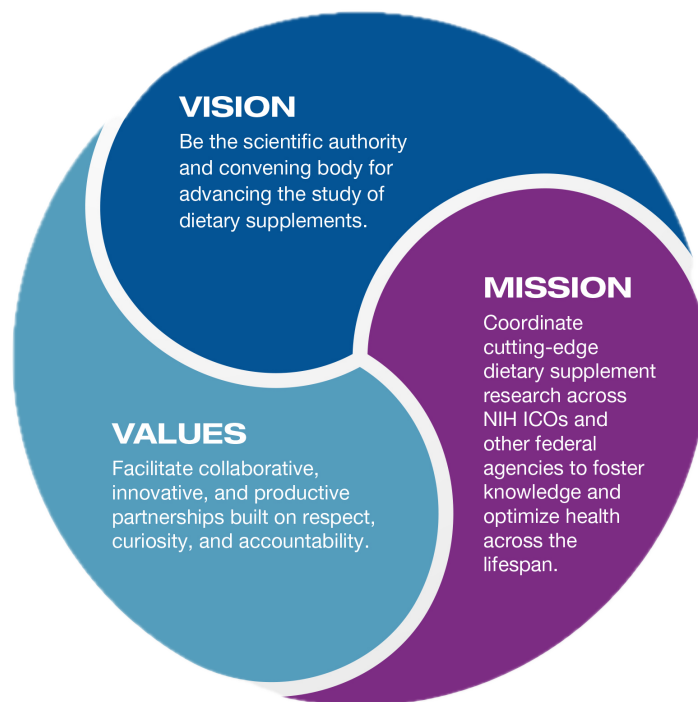 VISION
Be the scientific authority
and convening body for
advancing the study of
dietary supplements.
MISSION
Coordinate
cutting-edge
dietary supplement
research across
NIH ICOs and
other federal
agencies to foster
knowledge and
optimize health
across the
lifespan.
VALUES
Facilitate collaborative,
innovative, and productive
partnerships built on respect,
curiosity, and accountability.